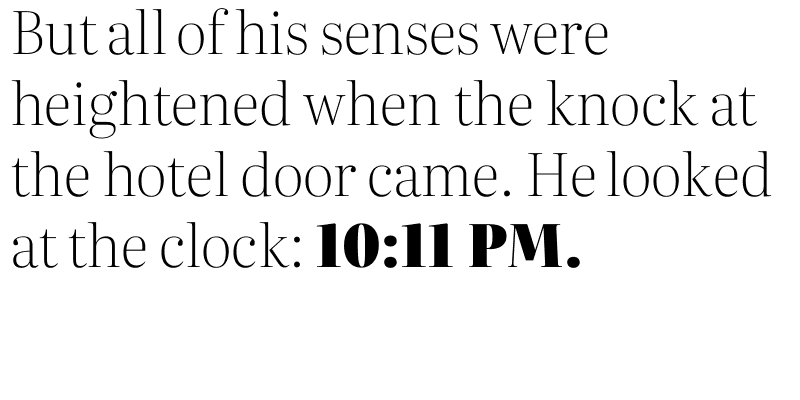 But all of his senses were
heightened when the knock at
the hotel door came. He looked
at the clock: 10:11 PM.